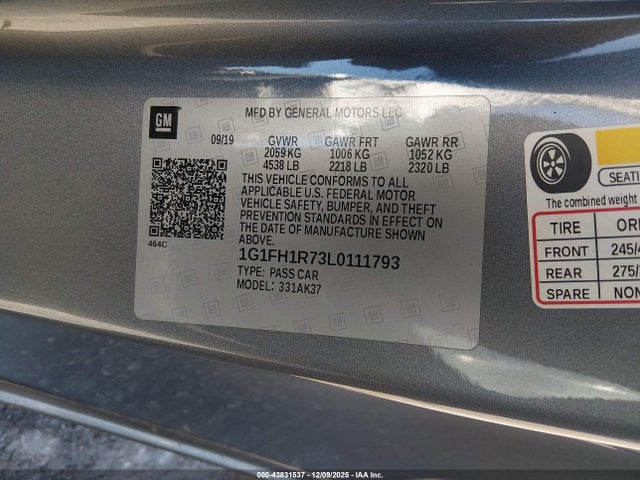 GM
MFD BY GENERAL MOTORS LLC
09/19 GVWR GAWR FRT GAWR RR
2059 KG 1006 KG 1052 KG
4538 LB 2218 LB 2320 LB
THIS VEHICLE CONFORMS TO ALL
APPLICABLE U.S. FEDERAL MOTOR
VEHICLE SAFETY, BUMPER, AND THEFT
PREVENTION STANDARDS IN EFFECT ON
THE DATE OF MANUFACTURE SHOWN
ABOVE.
464C
1G1FH1R73L0111793
TYPE: PASS CAR
MODEL: 331AK37
SEATI
The combined weight
TIRE ORI
FRONT 245/4
REAR 275/
SPARE NON
000-43831537 - 12/09/2025 - IAA Inc.